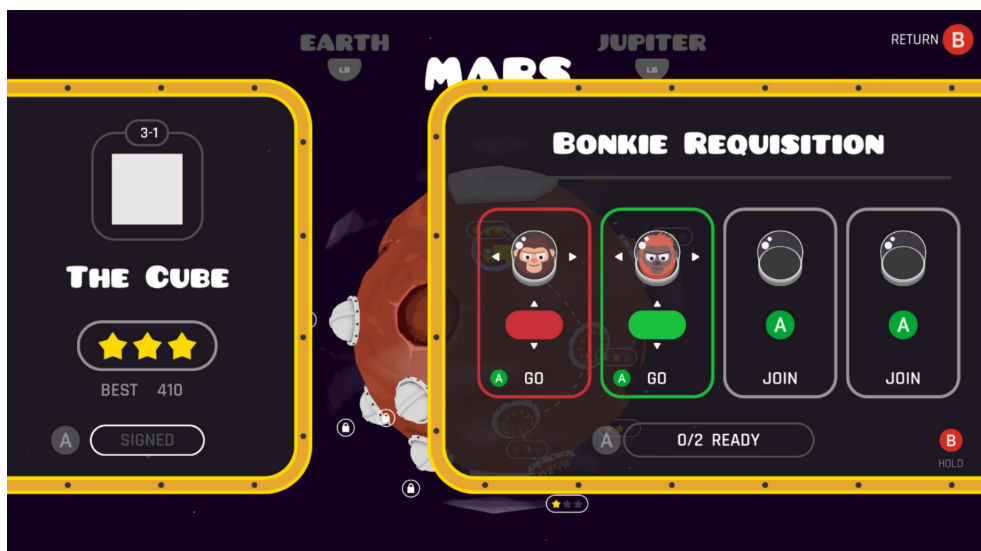 EARTH
LB
MARS
JUPITER
LB
RETURN B
3-1
THE CUBE
BEST 410
A SIGNED
BONKIE REQUISITION
A GO
A GO
A
JOIN
A
JOIN
A 0/2 READY
B
HOLD